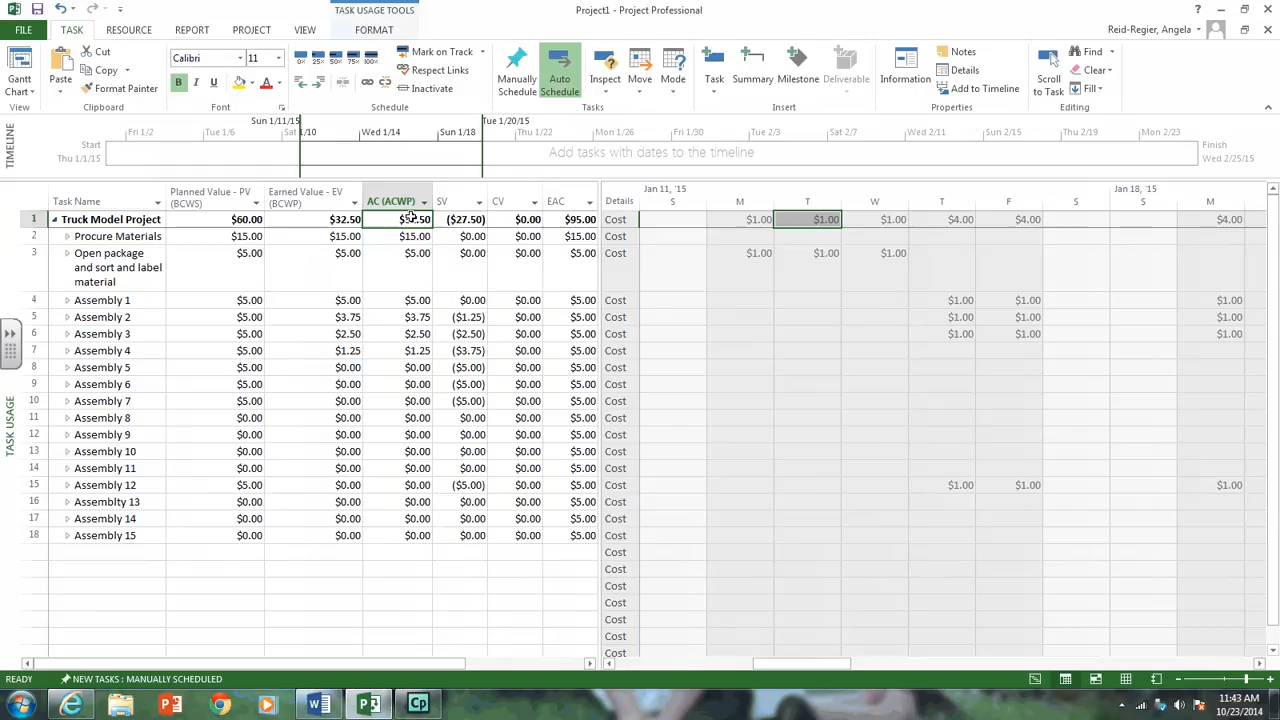 TASK USAGE TOOLS
Project1 - Project Professional
FILE TASK RESOURCE REPORT PROJECT VIEW FORMAT
Reid-Regier, Angela
Gantt Chart
View
Paste
Cut
Copy
Format Painter
Clipboard
Calibri 11
B I U
Font
0% 25% 50% 75% 100%
Mark on Track
Respect Links
Inactivate
Schedule
Manually Schedule
Auto Schedule
Inspect Move Mode
Tasks
Task Summary Milestone Deliverable
Insert
Information
Notes
Details
Add to Timeline
Properties
Scroll to Task
Find
Clear
Fill
Editing
TIMELINE
Sun 1/11/15 Tue 1/20/15
Fri 1/2 Tue 1/6 Sat 1/10 Wed 1/14 Sun 1/18 Thu 1/22 Mon 1/26 Fri 1/30 Tue 2/3 Sat 2/7 Wed 2/11 Sun 2/15 Thu 2/19 Mon 2/23
Start
Thu 1/1/15
Add tasks with dates to the timeline
Finish
Wed 2/25/15
TASK USAGE
Task Name Planned Value - PV (BCWS) Earned Value - EV (BCWP) AC (ACWP) SV CV EAC Details
Jan 11, '15 Jan 18, '15
S M T W T F S S M
1 Truck Model Project $60.00 $32.50 ($27.50) $0.00 $95.00 Cost $1.00 $1.00 $1.00 $4.00 $4.00 $4.00
2 Procure Materials $15.00 $15.00 $15.00 $0.00 $0.00 $15.00 Cost
3 Open package and sort and label material $5.00 $5.00 $5.00 $0.00 $0.00 $5.00 Cost $1.00 $1.00 $1.00
4 Assembly 1 $5.00 $5.00 $5.00 $0.00 $0.00 $5.00 Cost $1.00 $1.00 $1.00
5 Assembly 2 $5.00 $3.75 $3.75 ($1.25) $0.00 $5.00 Cost $1.00 $1.00 $1.00
6 Assembly 3 $5.00 $2.50 $2.50 ($2.50) $0.00 $5.00 Cost $1.00 $1.00 $1.00
7 Assembly 4 $5.00 $1.25 $1.25 ($3.75) $0.00 $5.00 Cost
8 Assembly 5 $5.00 $0.00 $0.00 ($5.00) $0.00 $5.00 Cost
9 Assembly 6 $5.00 $0.00 $0.00 ($5.00) $0.00 $5.00 Cost
10 Assembly 7 $5.00 $0.00 $0.00 ($5.00) $0.00 $5.00 Cost
11 Assembly 8 $0.00 $0.00 $0.00 $0.00 $0.00 $5.00 Cost
12 Assembly 9 $0.00 $0.00 $0.00 $0.00 $0.00 $5.00 Cost
13 Assembly 10 $0.00 $0.00 $0.00 $0.00 $0.00 $5.00 Cost
14 Assembly 11 $0.00 $0.00 $0.00 $0.00 $0.00 $5.00 Cost
15 Assembly 12 $5.00 $0.00 $0.00 ($5.00) $0.00 $5.00 Cost $1.00 $1.00 $1.00
16 Assemblty 13 $0.00 $0.00 $0.00 $0.00 $0.00 $5.00 Cost
17 Assembly 14 $0.00 $0.00 $0.00 $0.00 $0.00 $5.00 Cost
18 Assembly 15 $0.00 $0.00 $0.00 $0.00 $0.00 $5.00 Cost
Cost
Cost
Cost
Cost
Cost
Cost
Cost
READY NEW TASKS : MANUALLY SCHEDULED
Cp
11:43 AM
10/23/2014